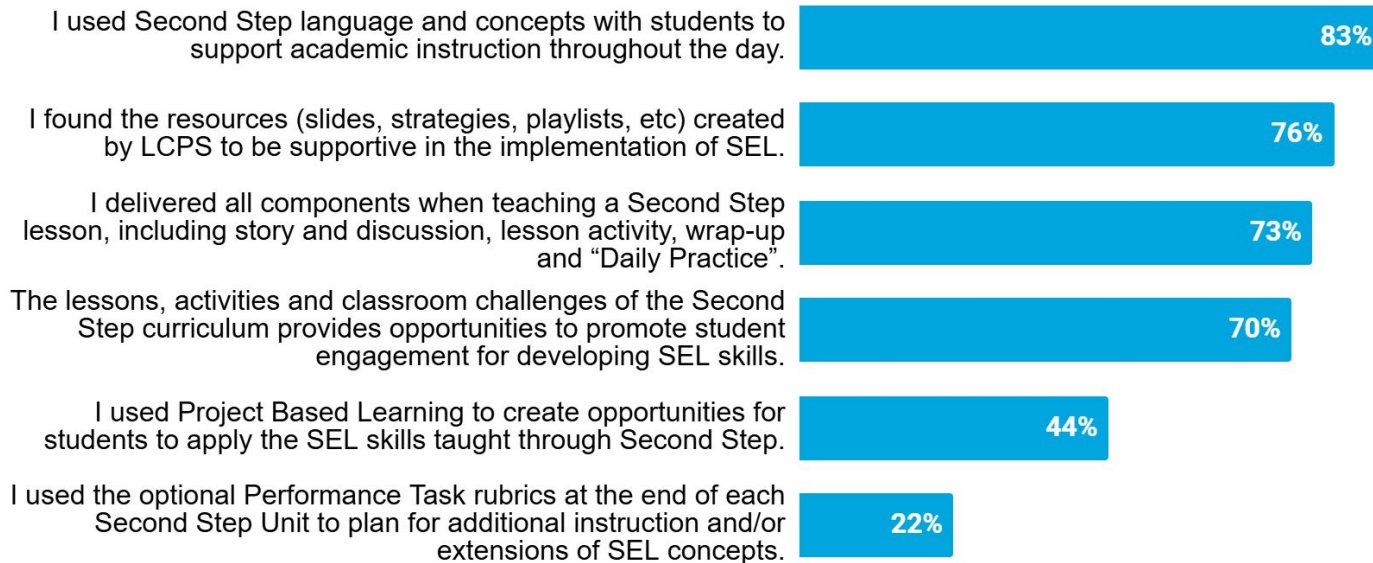 I used Second Step language and concepts with students to
support academic instruction throughout the day.
83%
I found the resources (slides, strategies, playlists, etc) created
by LCPS to be supportive in the implementation of SEL.
76%
I delivered all components when teaching a Second Step
lesson, including story and discussion, lesson activity, wrap-up
and “Daily Practice”.
73%
The lessons, activities and classroom challenges of the Second
Step curriculum provides opportunities to promote student
engagement for developing SEL skills.
70%
I used Project Based Learning to create opportunities for
students to apply the SEL skills taught through Second Step.
44%
I used the optional Performance Task rubrics at the end of each
Second Step Unit to plan for additional instruction and/or
extensions of SEL concepts.
22%